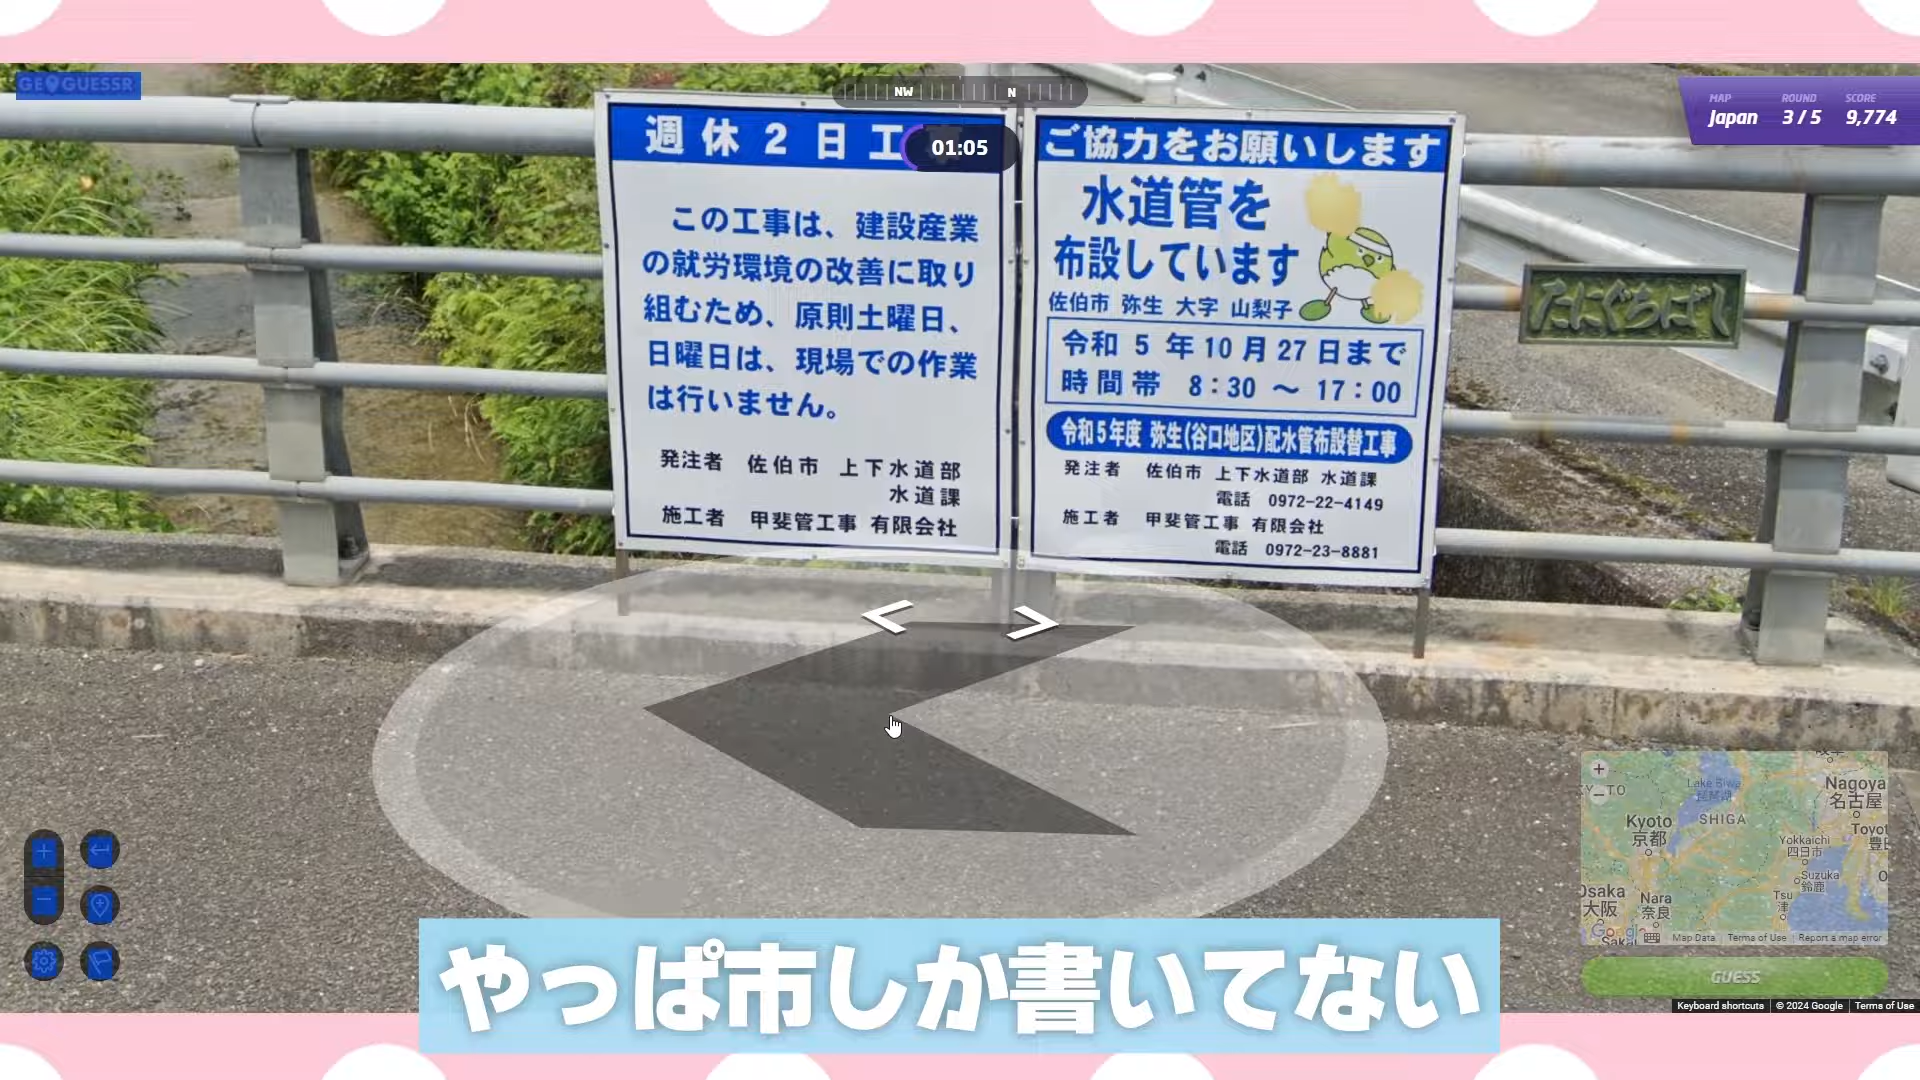 GEOGUESSR
NW N
01:05
MAP ROUND SCORE
Japan 3 / 5 9,774
週休2日工
この工事は、建設産業
の就労環境の改善に取り
組むため、原則土曜日、
日曜日は、現場での作業
は行いません。
発注者 佐伯市 上下水道部
水道課
施工者 甲斐管工事 有限会社
ご協力をお願いします
水道管を
布設しています
佐伯市 弥生 大字 山梨子
令和 5 年 10 月 27 日まで
時間帯 8:30 ～ 17:00
令和5年度 弥生(谷口地区)配水管布設替工事
発注者 佐伯市 上下水道部 水道課
電話 0972-22-4149
施工者 甲斐管工事 有限会社
電話 0972-23-8881
たにぐちばし
Lake Biwa
琵琶湖
Nagoya
名古屋
Kyoto
京都
SHIGA
Yokkaichi
四日市
Suzuka
鈴鹿
Osaka
大阪
Nara
奈良
Tsu
津
Google
Map Data Terms of Use Report a map error
GUESS
Keyboard shortcuts © 2024 Google Terms of Use
やっぱ市しか書いてない